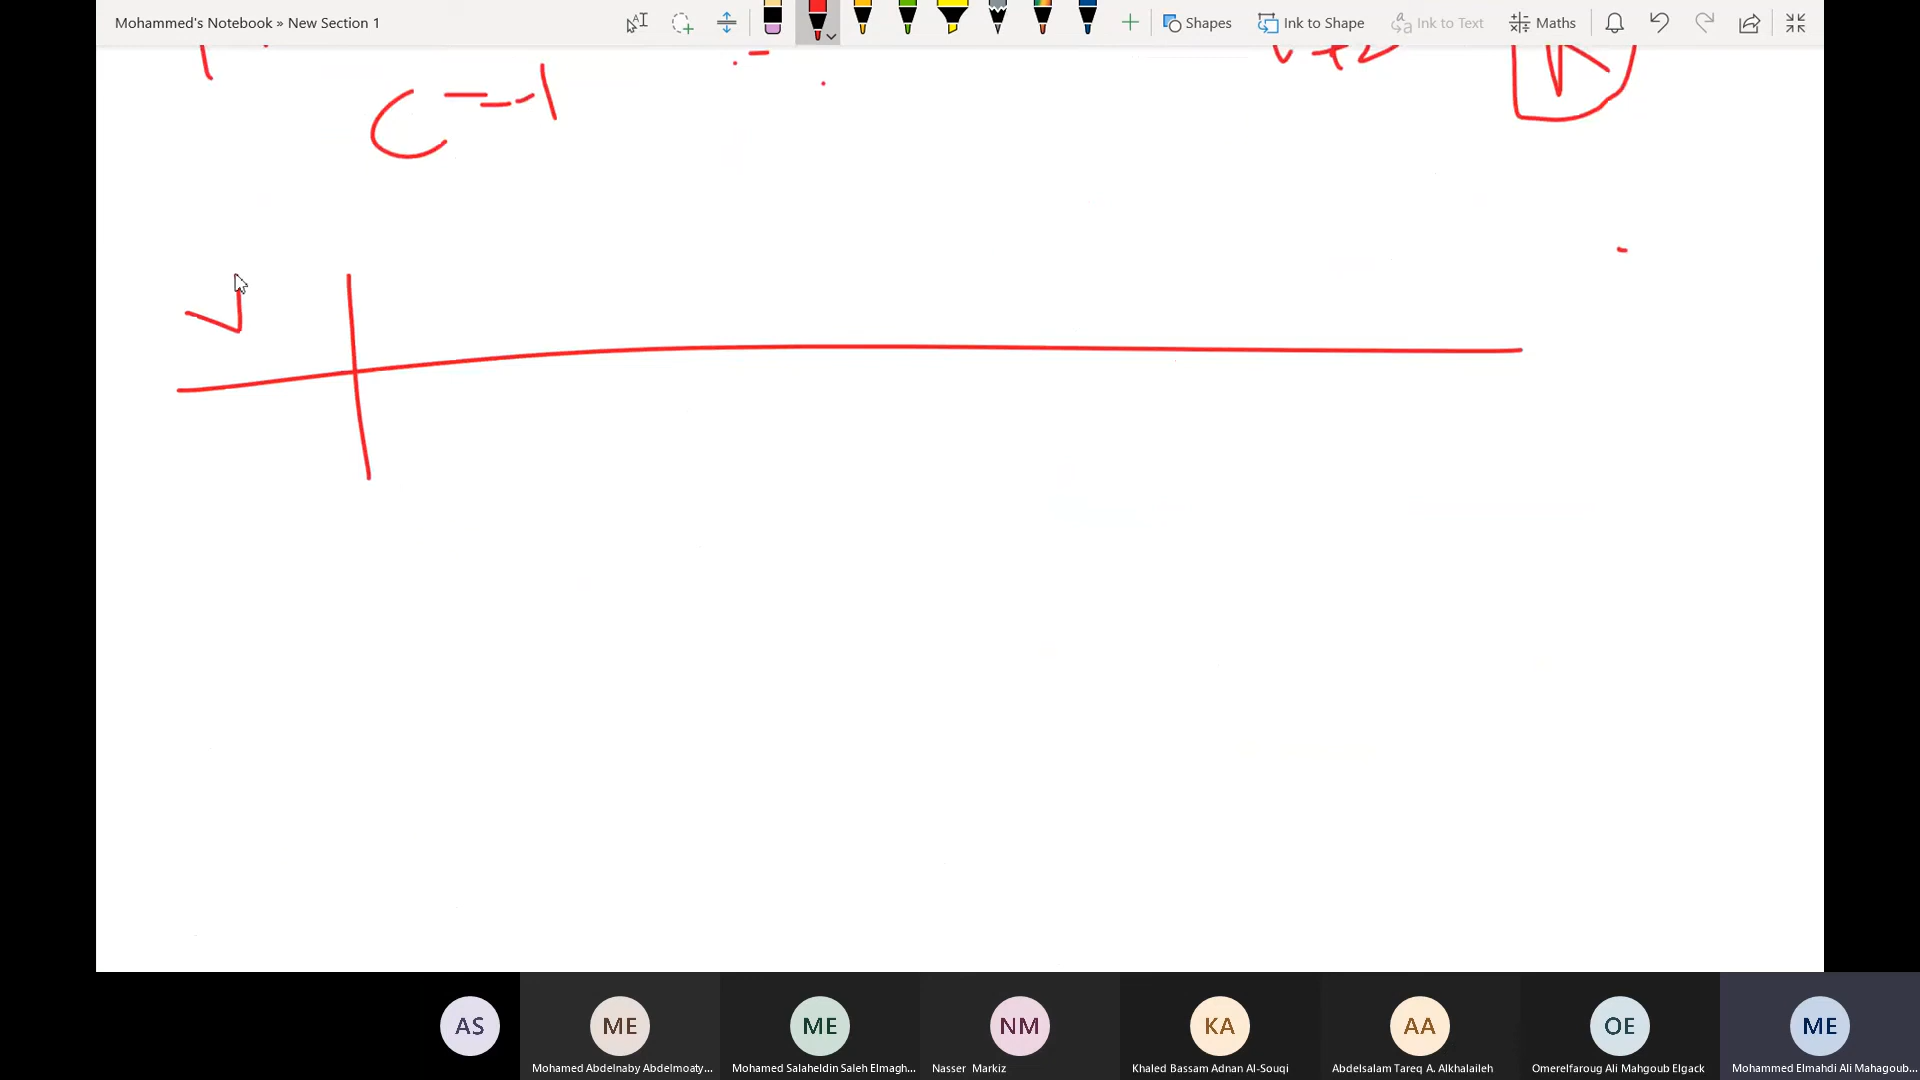 Mohammed's Notebook » New Section 1
Shapes
Ink to Shape
Ink to Text
Maths
C = -1
AS
ME
ME
NM
KA
AA
OE
ME
Mohamed Abdelnaby Abdelmoaty...
Mohamed Salaheldin Saleh Elmagh...
Nasser Markiz
Khaled Bassam Adnan Al-Souqi
Abdelsalam Tareq A. Alkhalaileh
Omerelfaroug Ali Mahgoub Elgack
Mohammed Elmahdi Ali Mahagoub...